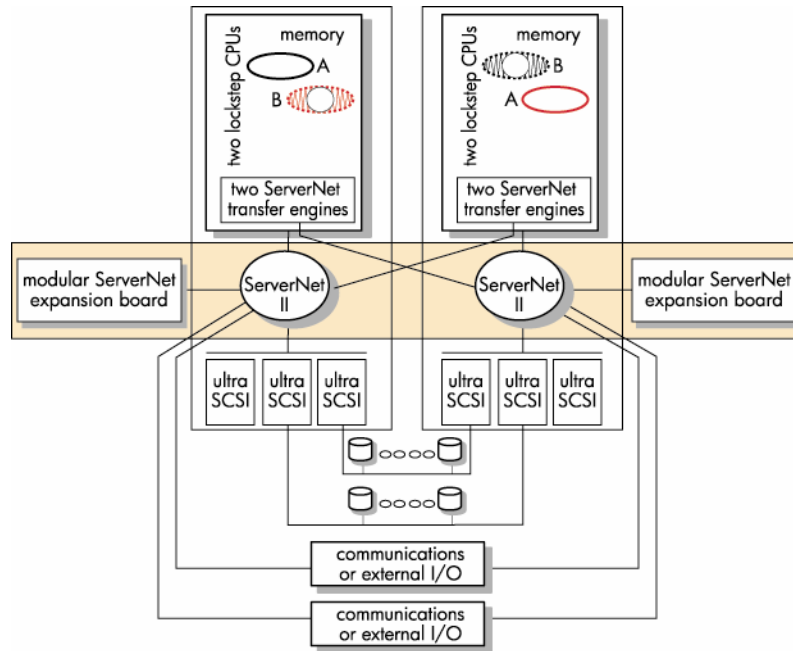 two lockstep CPUs
memory
A
B
two ServerNet
transfer engines
two lockstep CPUs
memory
B
A
two ServerNet
transfer engines
modular ServerNet
expansion board
ServerNet
II
ServerNet
II
modular ServerNet
expansion board
ultra
SCSI
ultra
SCSI
ultra
SCSI
ultra
SCSI
ultra
SCSI
ultra
SCSI
communications
or external I/O
communications
or external I/O